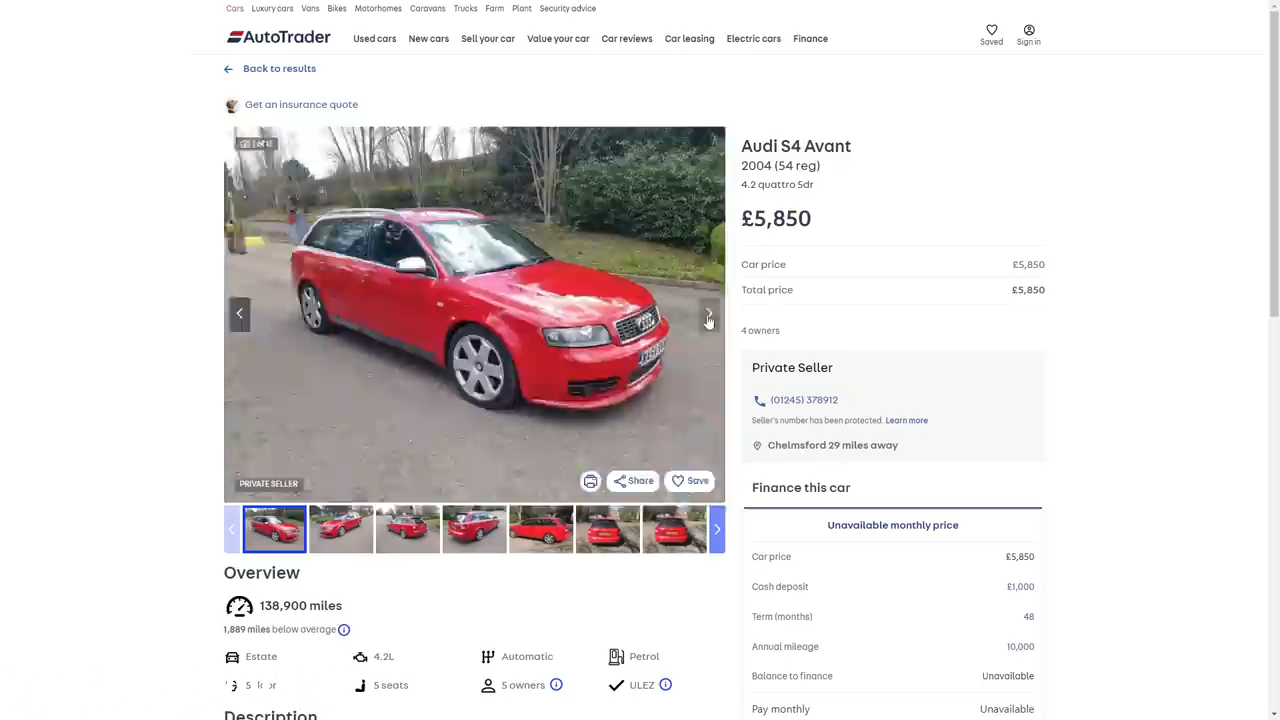 Cars Luxury cars Vans Bikes Motorhomes Caravans Trucks Farm Plant Security advice
AutoTrader Used cars New cars Sell your car Value your car Car reviews Car leasing Electric cars Finance Saved Sign in
Back to results
Get an insurance quote
Audi S4 Avant
2004 (54 reg)
4.2 quattro 5dr
£5,850
Car price £5,850
Total price £5,850
4 owners
Private Seller
(01245) 378912
Seller's number has been protected. Learn more
Chelmsford 29 miles away
PRIVATE SELLER
Share
Save
Finance this car
Unavailable monthly price
Car price £5,850
Cash deposit £1,000
Term (months) 48
Annual mileage 10,000
Balance to finance Unavailable
Pay monthly Unavailable
Overview
138,900 miles
1,889 miles below average
Estate 4.2L Automatic Petrol
5 seats 5 owners ULEZ
Description